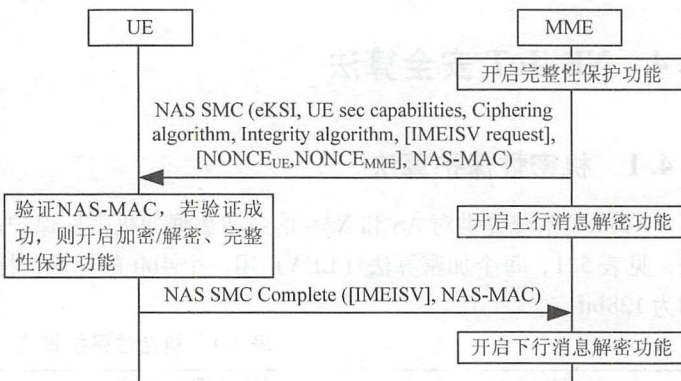 UE
MME
开启完整性保护功能
NAS SMC (eKSI, UE sec capabilities, Ciphering
algorithm, Integrity algorithm, [IMEISV request],
[NONCEUE,NONCEMME], NAS-MAC)
验证NAS-MAC，若验证成
功，则开启加密/解密、完整
性保护功能
开启上行消息解密功能
NAS SMC Complete ([IMEISV], NAS-MAC)
开启下行消息解密功能